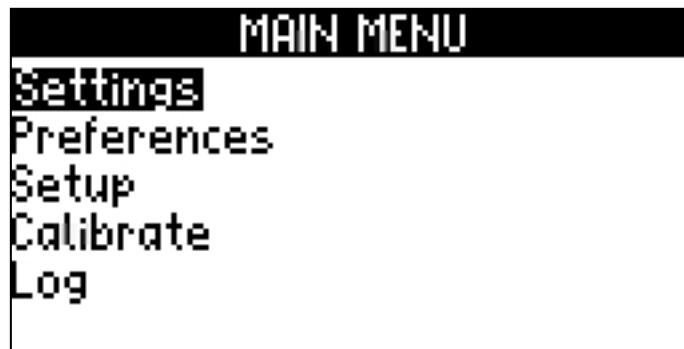 MAIN MENU
Settings
Preferences
Setup
Calibrate
Log